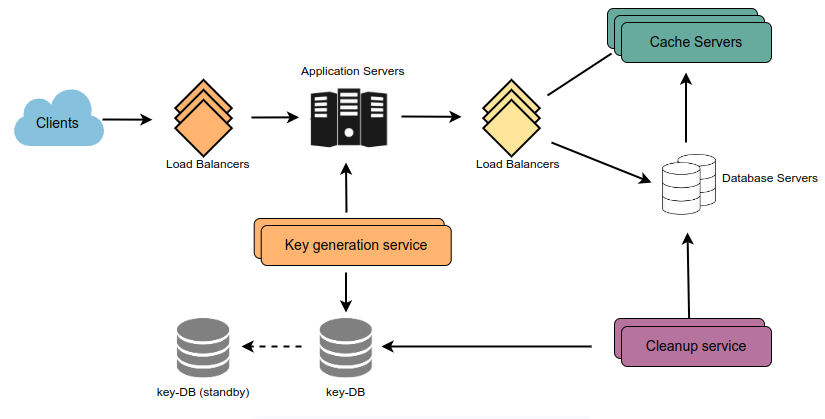 Cache Servers
Application Servers
Clients
Load Balancers
Load Balancers
Database Servers
Key generation service
Cleanup service
key-DB (standby)
key-DB